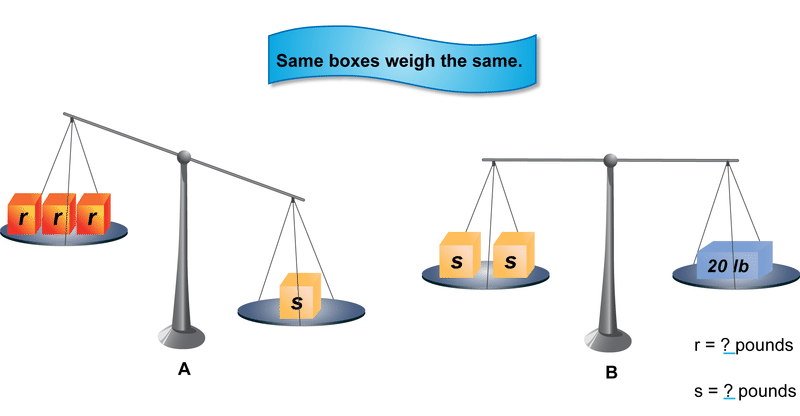 Same boxes weigh the same.
r r r
s
s s
20 lb
A
B
r = ? pounds
s = ? pounds